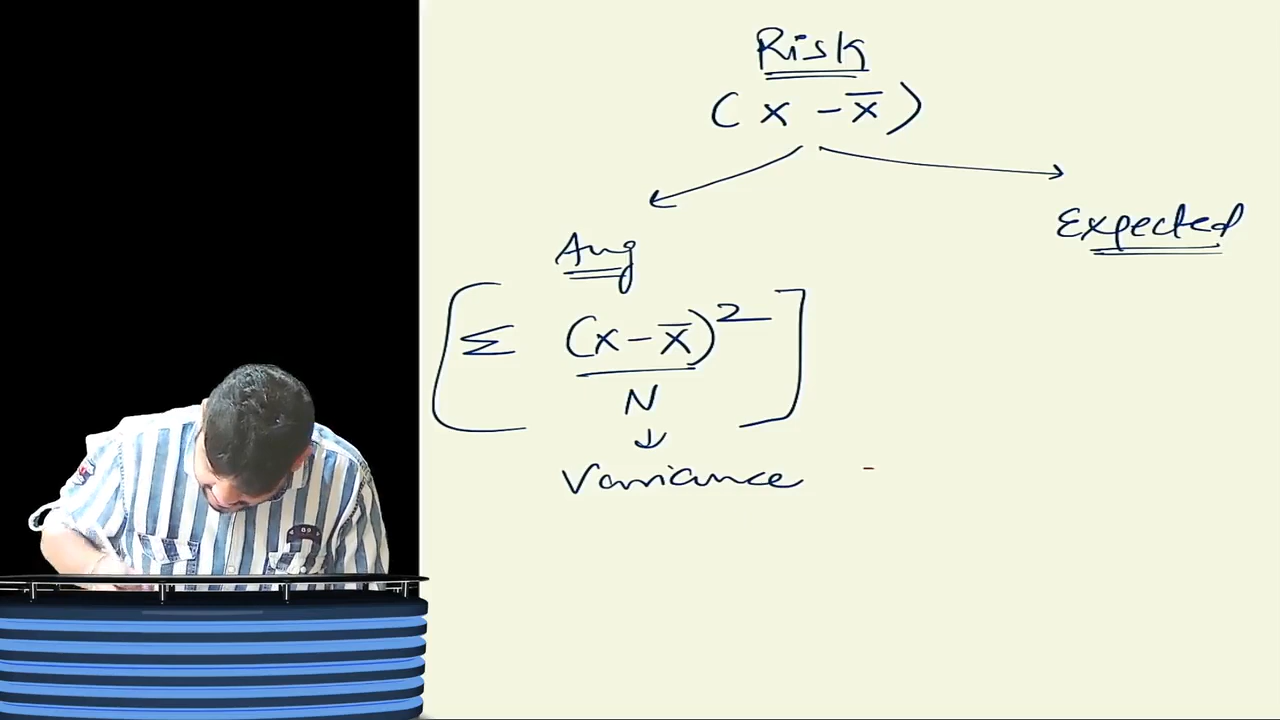 Risk
(x - x̅)
Avg
Expected
[Σ (x - x̅)²
N]
↓
Variance -